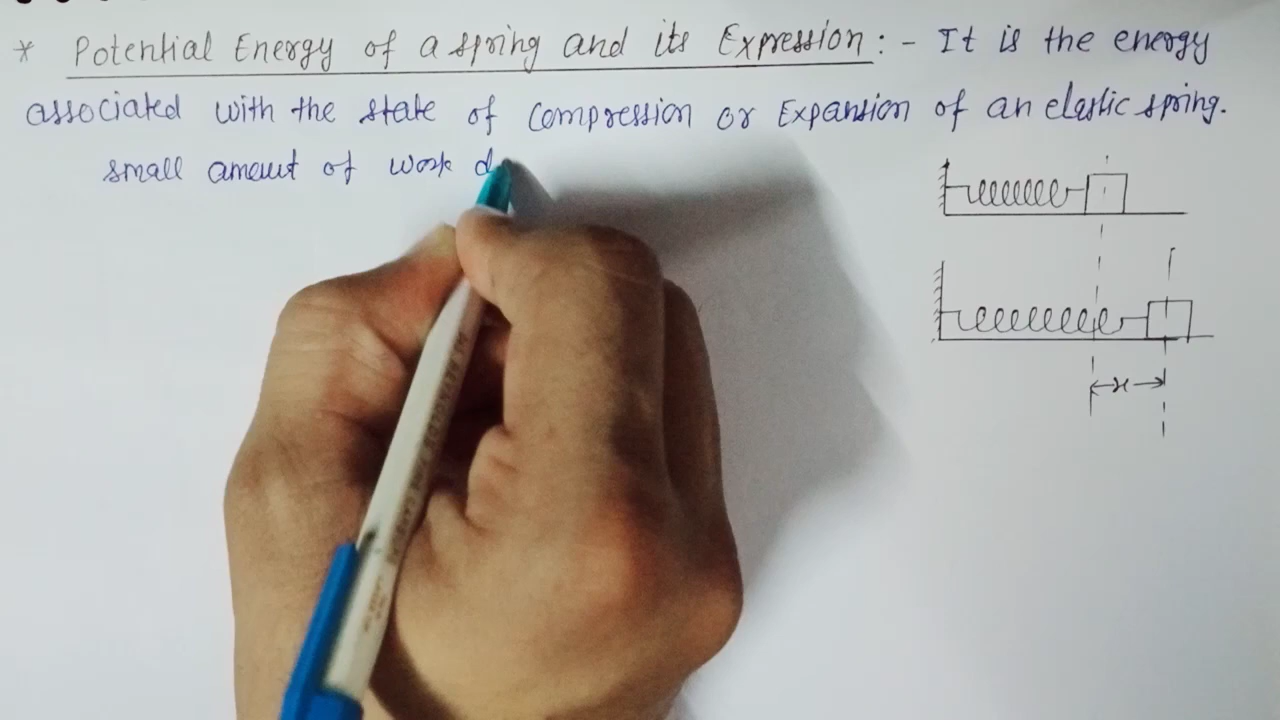 * Potential Energy of a spring and its Expression : - It is the energy
associated with the state of compression or Expansion of an elastic spring.
small amount of work d
x